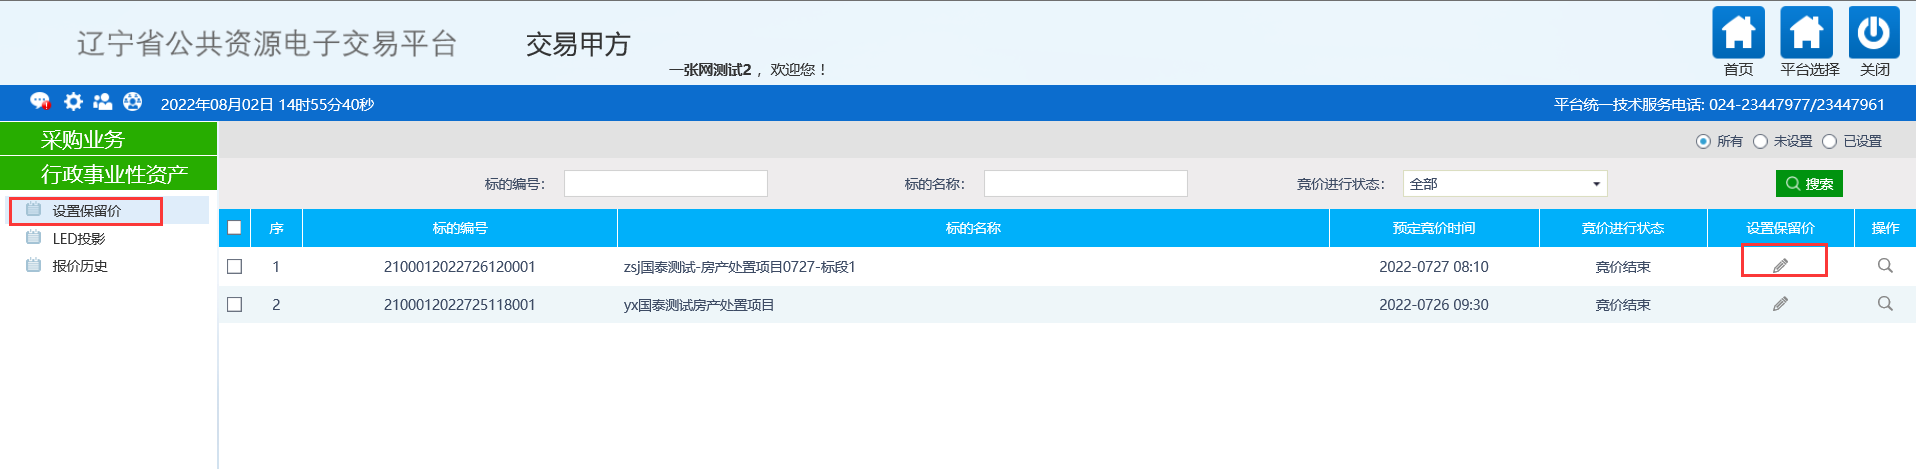 辽宁省公共资源电子交易平台 交易甲方
一张网测试2 ，欢迎您！
首页 平台选择 关闭
2022年08月02日 14时55分40秒 平台统一技术服务电话: 024-23447977/23447961
采购业务
行政事业性资产
设置保留价
LED投影
报价历史
所有 未设置 已设置
标的编号： 标的名称： 竞价进行状态： 全部 搜索
序 标的编号 标的名称 预定竞价时间 竞价进行状态 设置保留价 操作
1 2100012022726120001 zsj国泰测试-房产处置项目0727-标段1 2022-0727 08:10 竞价结束
2 2100012022725118001 yx国泰测试房产处置项目 2022-0726 09:30 竞价结束